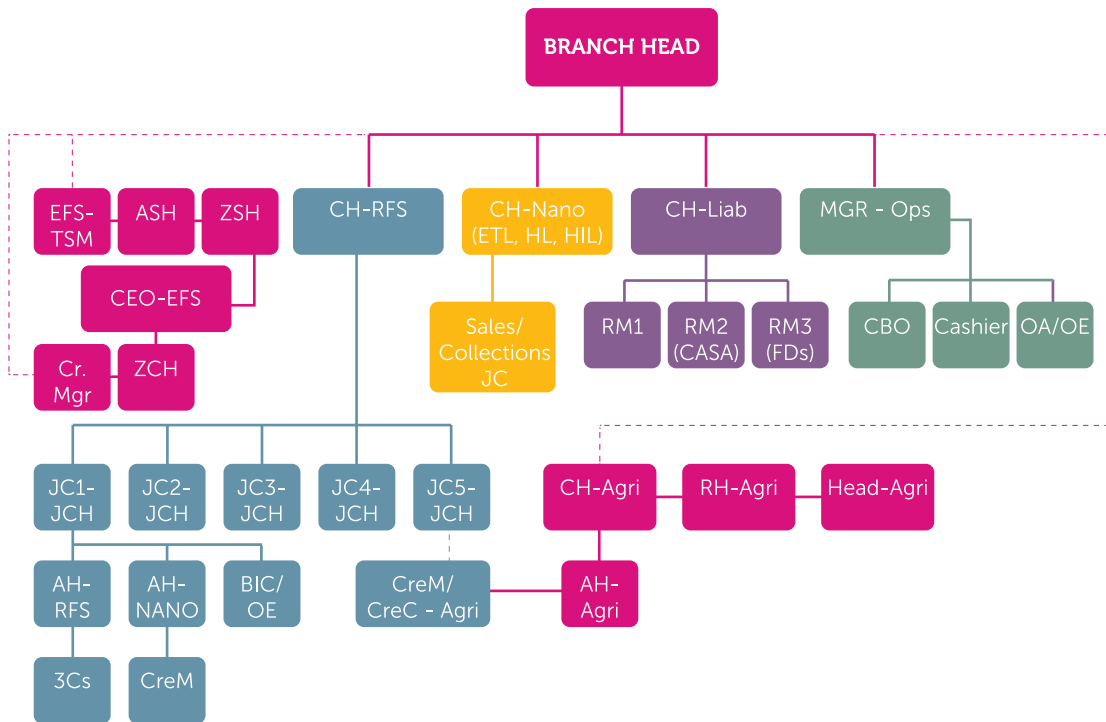 BRANCH HEAD
EFS-
TSM
ASH
ZSH
CH-RFS
CH-Nano
(ETL, HL, HIL)
CH-Liab
MGR - Ops
CEO-EFS
Sales/
Collections
JC
RM1
RM2
(CASA)
RM3
(FDs)
CBO
Cashier
OA/OE
Cr.
Mgr
ZCH
JC1-
JCH
JC2-
JCH
JC3-
JCH
JC4-
JCH
JC5-
JCH
CH-Agri
RH-Agri
Head-Agri
AH-
RFS
AH-
NANO
BIC/
OE
CreM/
CreC - Agri
AH-
Agri
3Cs
CreM